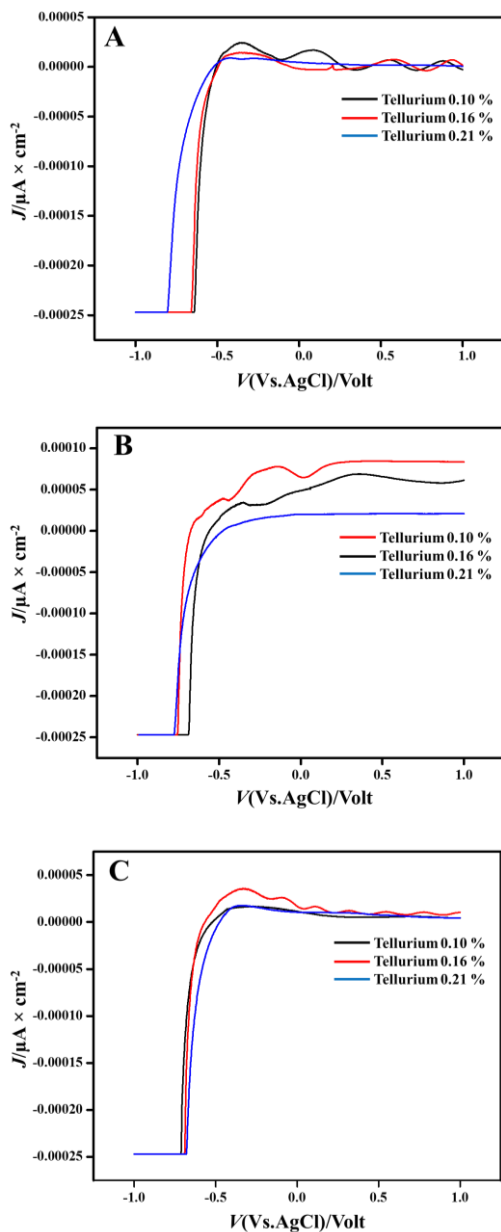 A
0.00005
0.00000
-0.00005
-0.00010
-0.00015
-0.00020
-0.00025
J/μA × cm⁻²
Tellurium 0.10 %
Tellurium 0.16 %
Tellurium 0.21 %
-1.0 -0.5 0.0 0.5 1.0
V(Vs.AgCl)/Volt
B
0.00010
0.00005
0.00000
-0.00005
-0.00010
-0.00015
-0.00020
-0.00025
J/μA × cm⁻²
Tellurium 0.10 %
Tellurium 0.16 %
Tellurium 0.21 %
-1.0 -0.5 0.0 0.5 1.0
V(Vs.AgCl)/Volt
C
0.00005
0.00000
-0.00005
-0.00010
-0.00015
-0.00020
-0.00025
J/μA × cm⁻²
Tellurium 0.10 %
Tellurium 0.16 %
Tellurium 0.21 %
-1.0 -0.5 0.0 0.5 1.0
V(Vs.AgCl)/Volt